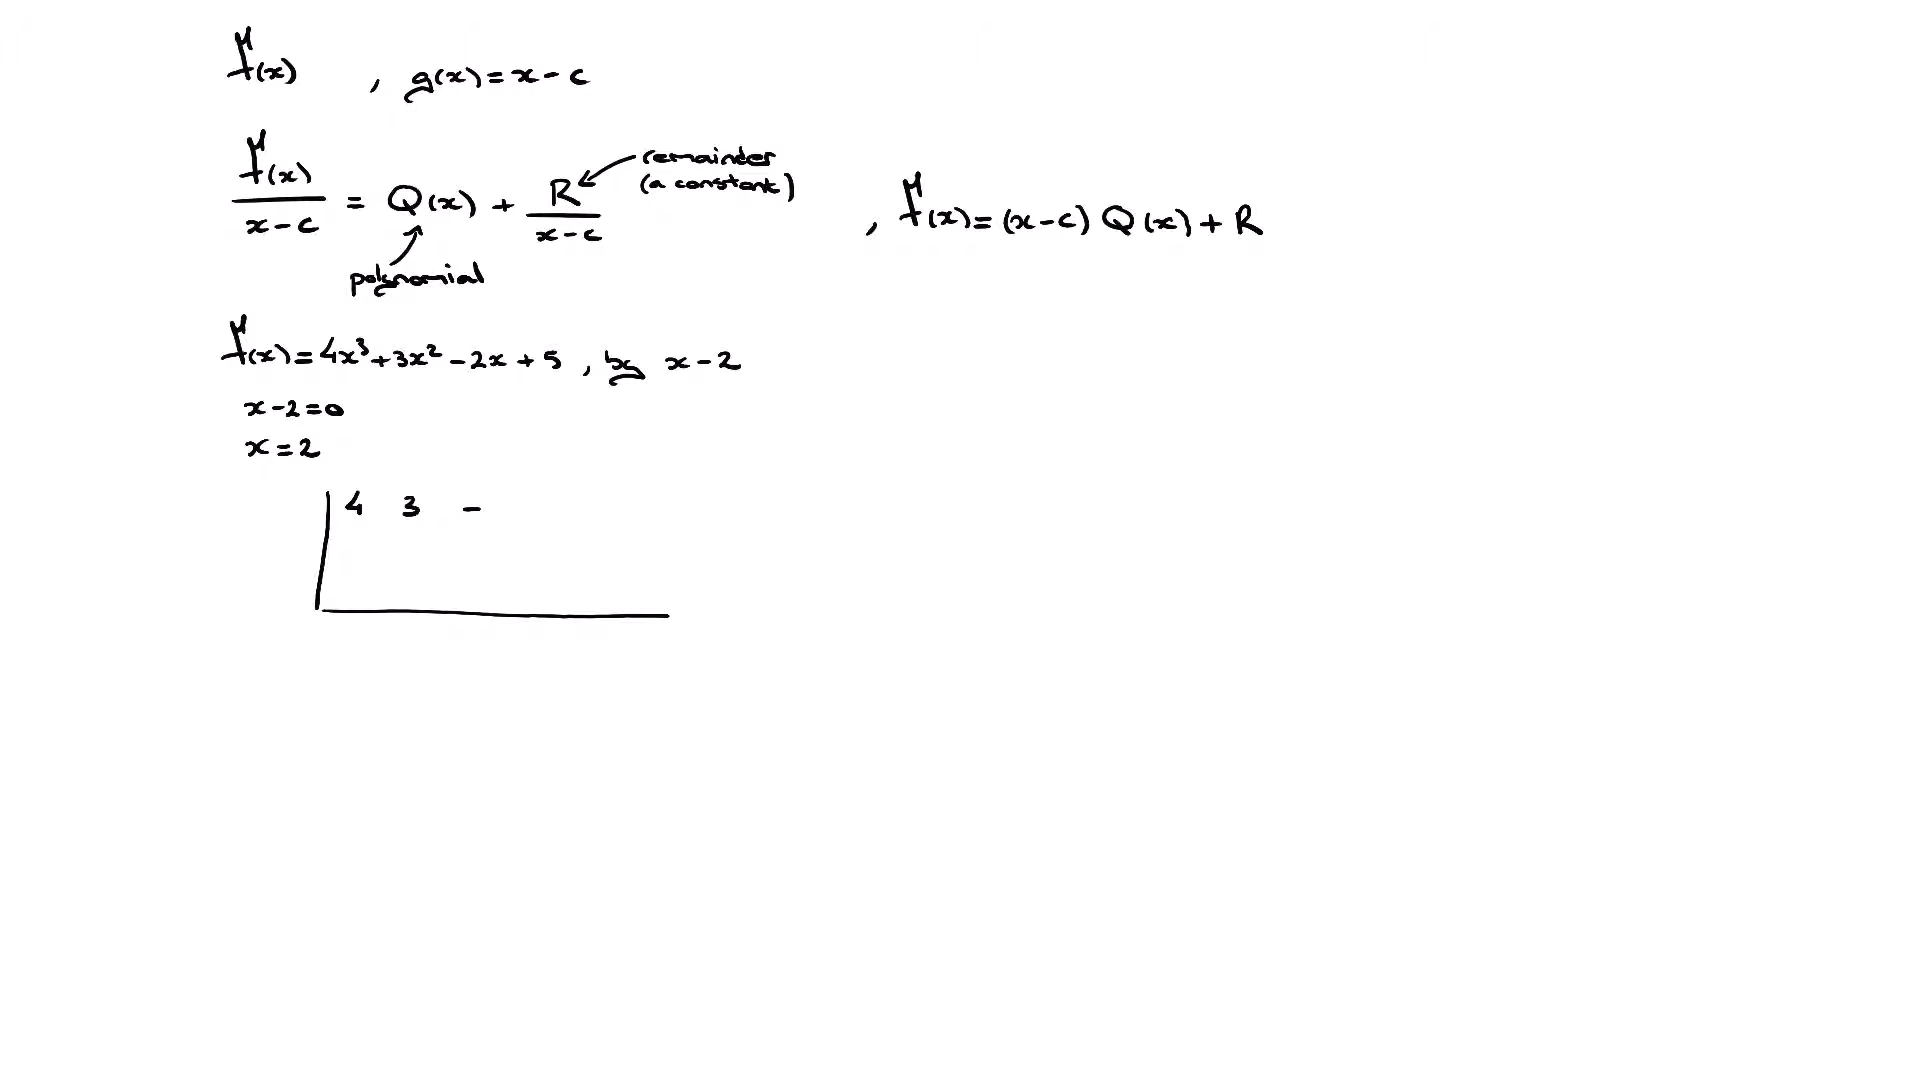 f(x) , g(x) = x - c
f(x)/(x - c) = Q(x) + R/(x - c) , f(x) = (x - c) Q(x) + R
remainder
(a constant)
polynomial
f(x) = 4x³ + 3x² - 2x + 5 , by x - 2
x - 2 = 0
x = 2
4 3 -